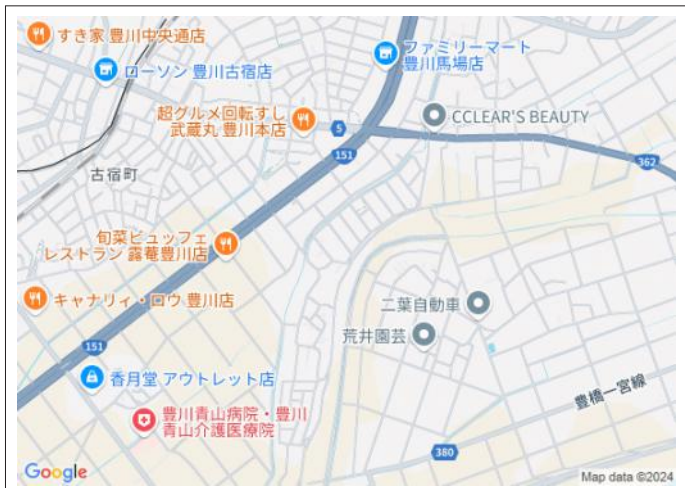 すき家 豊川中央通店
ローソン 豊川古宿店
ファミリーマート
豊川馬場店
超グルメ回転すし
武蔵丸 豊川本店
5
CCLEAR'S BEAUTY
151
362
古宿町
旬菜ビュッフェ
レストラン 露菴豊川店
キャナリィ・ロウ 豊川店
二葉自動車
荒井園芸
151
香月堂 アウトレット店
豊橋一宮線
豊川青山病院・豊川
青山介護医療院
380
Google
Map data ©2024